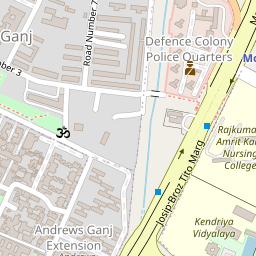 Ganj
Road Number 7
mber 3
Defence Colony
Police Quarters
Mo
Rajkuma
Amrit Kau
Nursing
College
Josip-Broz Tito Marg
Andrews Ganj
Extension
Andrews
Kendriya
Vidyalaya